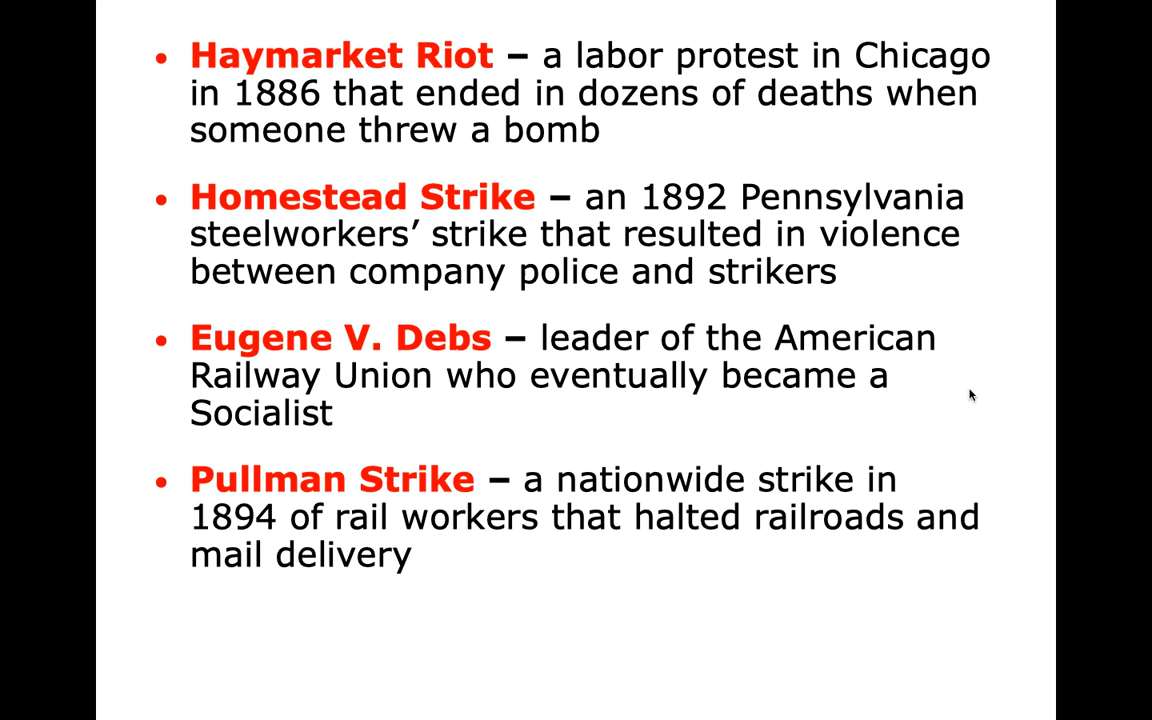 • Haymarket Riot – a labor protest in Chicago
in 1886 that ended in dozens of deaths when
someone threw a bomb
• Homestead Strike – an 1892 Pennsylvania
steelworkers’ strike that resulted in violence
between company police and strikers
• Eugene V. Debs – leader of the American
Railway Union who eventually became a
Socialist
• Pullman Strike – a nationwide strike in
1894 of rail workers that halted railroads and
mail delivery